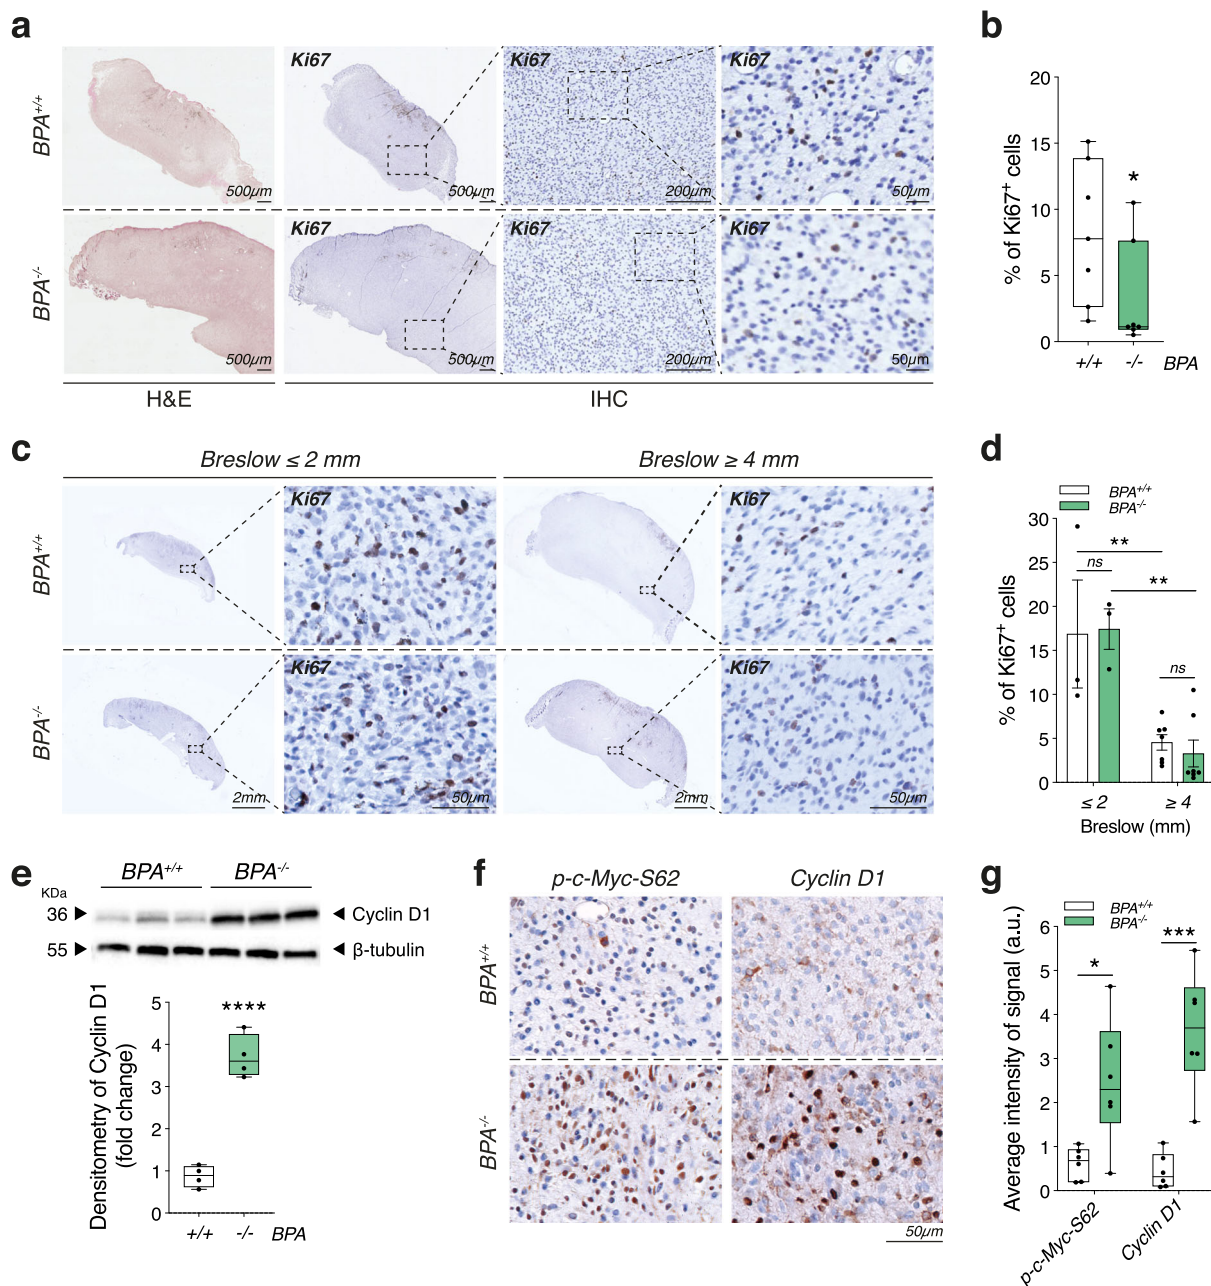 a
BPA+/+
Ki67
Ki67
Ki67
500µm
500µm
200µm
50µm
BPA-/-
Ki67
Ki67
Ki67
500µm
500µm
200µm
50µm
H&E
IHC
b
% of Ki67+ cells
20
15
10
5
0
*
+/+
-/-
BPA
c
Breslow ≤ 2 mm
Breslow ≥ 4 mm
BPA+/+
Ki67
Ki67
BPA-/-
Ki67
Ki67
2mm
50µm
2mm
50µm
d
BPA+/+
BPA-/-
% of Ki67+ cells
30
25
20
15
10
5
0
**
ns
**
ns
≤ 2
≥ 4
Breslow (mm)
e
BPA+/+
BPA-/-
KDa
36
Cyclin D1
55
β-tubulin
Densitometry of Cyclin D1
(fold change)
5
4
3
2
1
0
****
+/+
-/-
BPA
f
p-c-Myc-S62
Cyclin D1
BPA+/+
BPA-/-
50µm
g
BPA+/+
BPA-/-
Average intensity of signal (a.u.)
6
5
4
3
2
1
0
*
***
p-c-Myc-S62
Cyclin D1